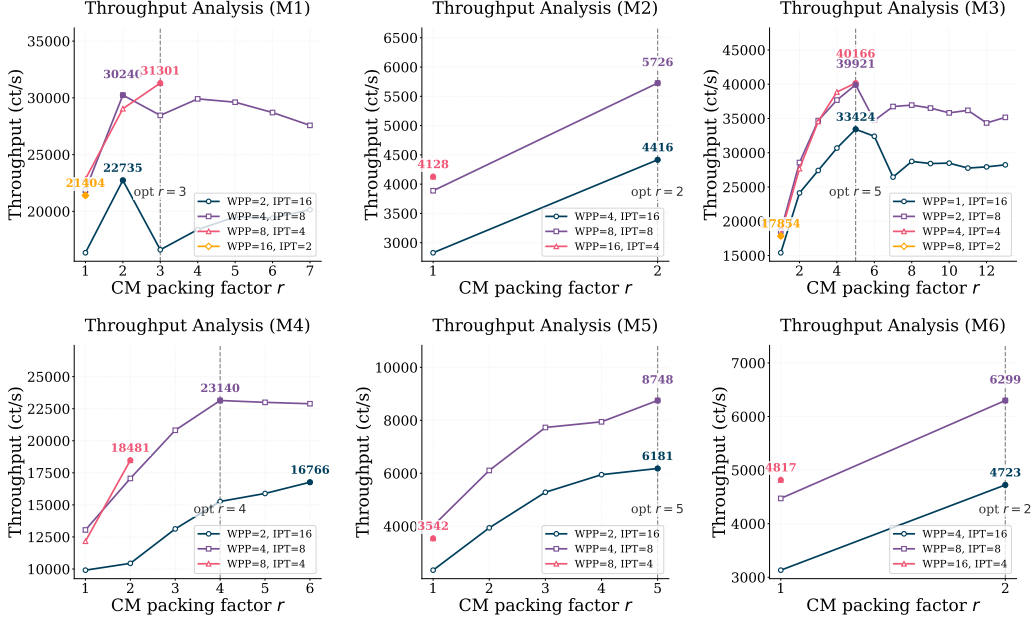 Throughput Analysis (M1)
Throughput (ct/s)
35000
30000
25000
20000
30240
31301
21404
22735
opt r = 3
WPP=2, IPT=16
WPP=4, IPT=8
WPP=8, IPT=4
WPP=16, IPT=2
1 2 3 4 5 6 7
CM packing factor r
Throughput Analysis (M2)
Throughput (ct/s)
6500
6000
5500
5000
4500
4000
3500
3000
5726
4416
4128
opt r = 2
WPP=4, IPT=16
WPP=8, IPT=8
WPP=16, IPT=4
1 2
CM packing factor r
Throughput Analysis (M3)
Throughput (ct/s)
45000
40000
35000
30000
25000
20000
15000
40166
39921
33424
17854
opt r = 5
WPP=1, IPT=16
WPP=2, IPT=8
WPP=4, IPT=4
WPP=8, IPT=2
2 4 6 8 10 12
CM packing factor r
Throughput Analysis (M4)
Throughput (ct/s)
25000
22500
20000
17500
15000
12500
10000
23140
18481
16766
opt r = 4
WPP=2, IPT=16
WPP=4, IPT=8
WPP=8, IPT=4
1 2 3 4 5 6
CM packing factor r
Throughput Analysis (M5)
Throughput (ct/s)
10000
8000
6000
4000
8748
6181
3542
opt r = 5
WPP=2, IPT=16
WPP=4, IPT=8
WPP=8, IPT=4
1 2 3 4 5
CM packing factor r
Throughput Analysis (M6)
Throughput (ct/s)
7000
6000
5000
4000
3000
6299
4817
4723
opt r = 2
WPP=4, IPT=16
WPP=8, IPT=8
WPP=16, IPT=4
1 2
CM packing factor r